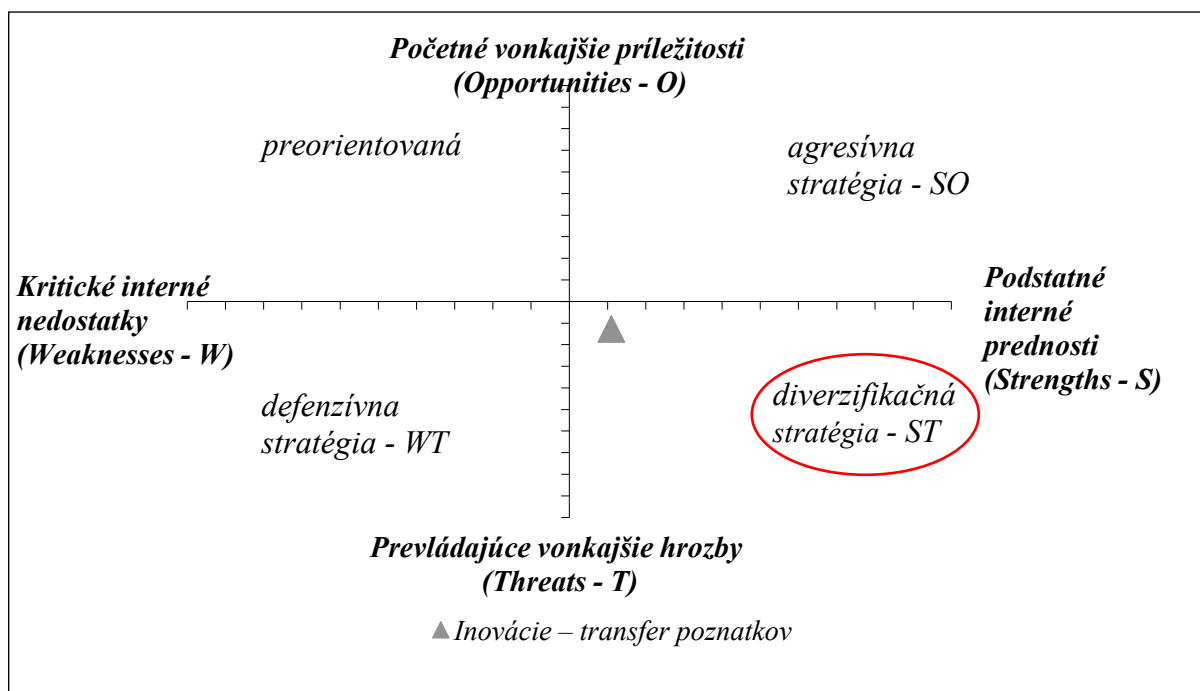 Početné vonkajšie príležitosti
(Opportunities - O)
preorientovaná
agresívna
stratégia - SO
Kritické interné
nedostatky
(Weaknesses - W)
Podstatné
interné
prednosti
(Strengths - S)
defenzívna
stratégia - WT
diverzifikačná
stratégia - ST
Prevládajúce vonkajšie hrozby
(Threats - T)
Inovácie – transfer poznatkov